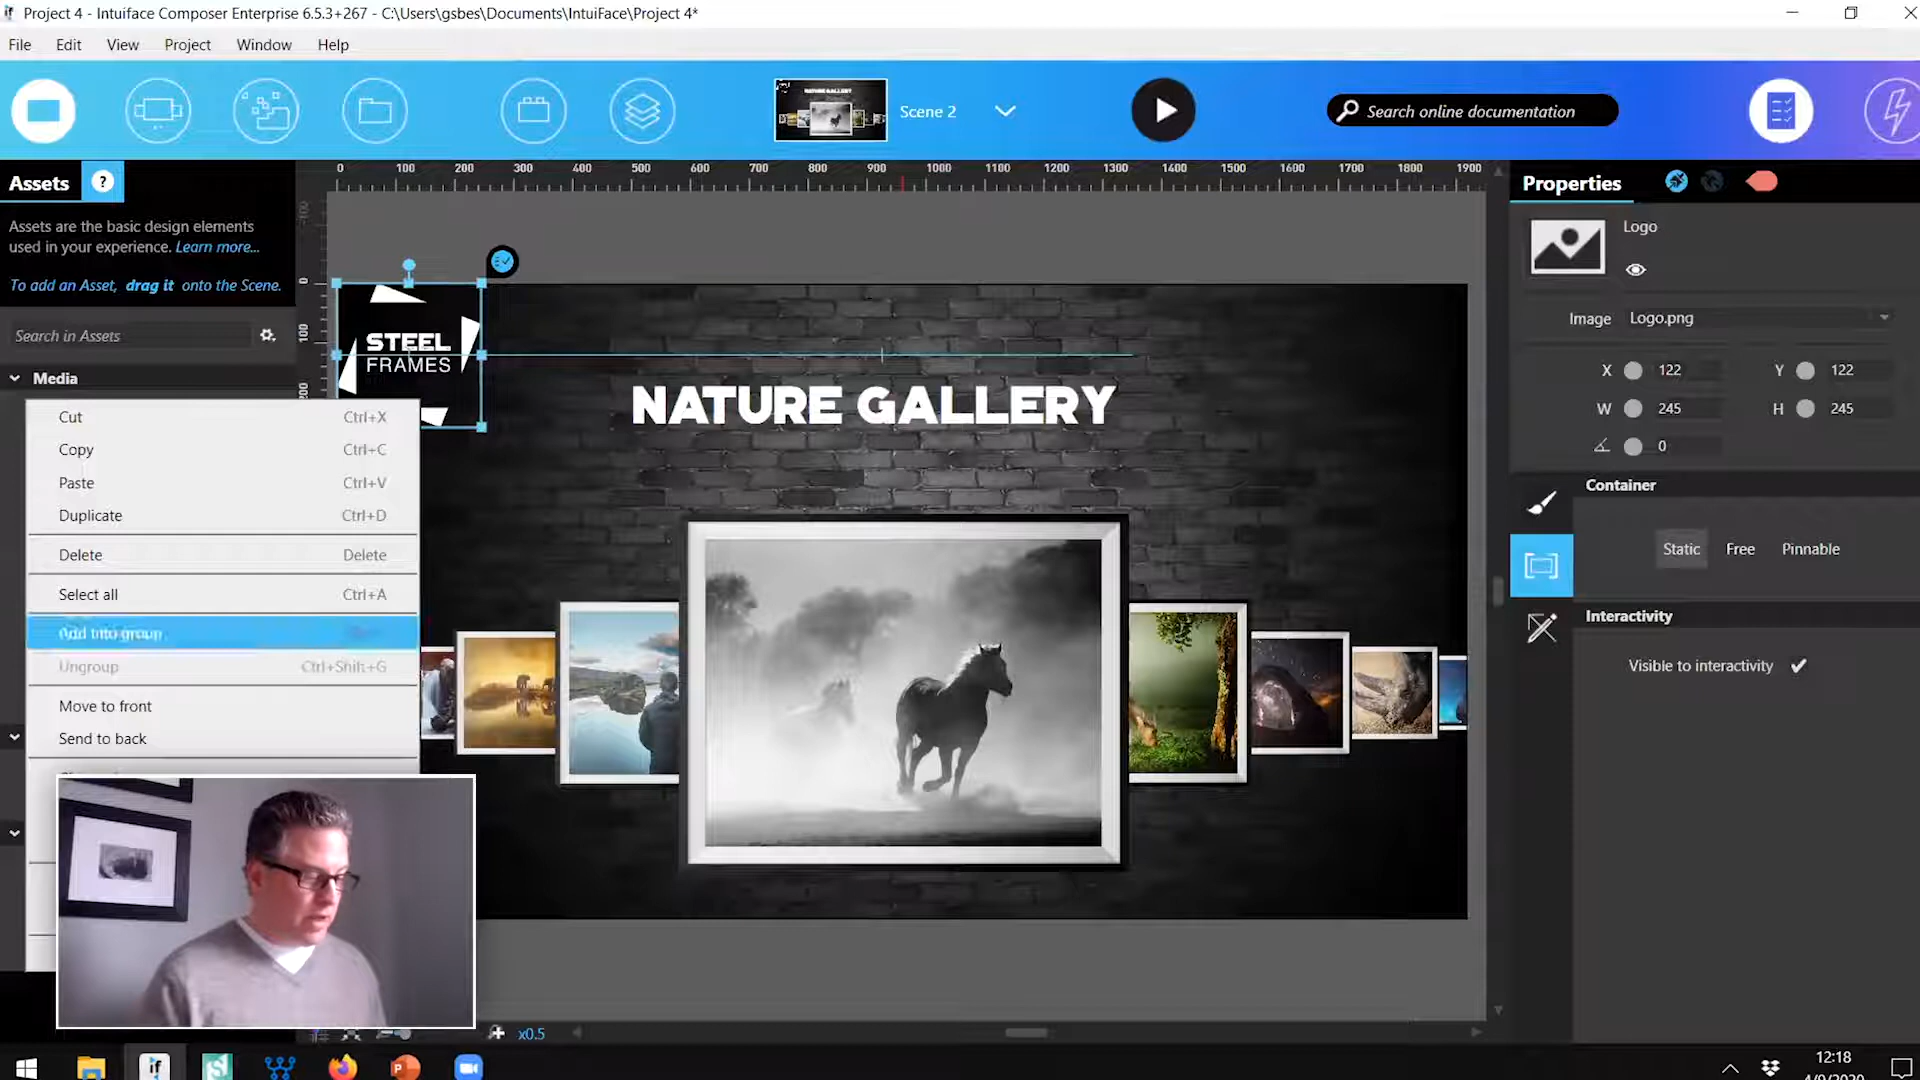 Project 4 - Intuiface Composer Enterprise 6.5.3+267 - C:\Users\gsbes\Documents\IntuiFace\Project 4*
File Edit View Project Window Help
Scene 2
Search online documentation
Assets ?
Assets are the basic design elements
used in your experience. Learn more...
To add an Asset, drag it onto the Scene.
Search in Assets
Media
Cut Ctrl+X
Copy Ctrl+C
Paste Ctrl+V
Duplicate Ctrl+D
Delete Delete
Select all Ctrl+A
Add into group
Ungroup Ctrl+Shift+G
Move to front
Send to back
0 100 200 300 400 500 600 700 800 900 1000 1100 1200 1300 1400 1500 1600 1700 1800 1900
-100
0
100
200
STEEL
FRAMES
NATURE GALLERY
x0.5
Properties
Logo
Image Logo.png
X 122 Y 122
W 245 H 245
0
Container
Static Free Pinnable
Interactivity
Visible to interactivity
if
12:18